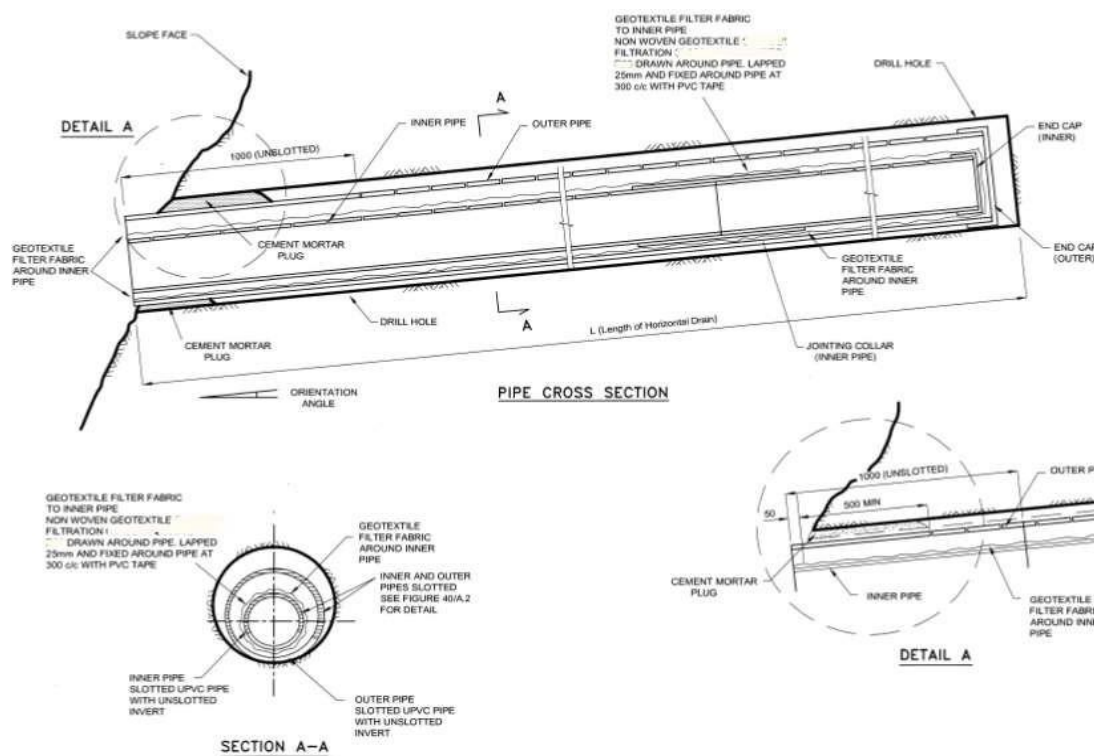 GEOTEXTILE FILTER FABRIC
TO INNER PIPE
NON WOVEN GEOTEXTILE
FILTRATION
DRAWN AROUND PIPE. LAPPED
25mm AND FIXED AROUND PIPE AT
300 c/c WITH PVC TAPE
SLOPE FACE
DRILL HOLE
DETAIL A
INNER PIPE
OUTER PIPE
A
END CAP
(INNER)
1000 (UNSLOTTED)
CEMENT MORTAR
PLUG
GEOTEXTILE
FILTER FABRIC
AROUND INNER
PIPE
END CAP
(OUTER)
GEOTEXTILE
FILTER FABRIC
AROUND INNER
PIPE
DRILL HOLE
A
L (Length of Horizontal Drain)
CEMENT MORTAR
PLUG
JOINTING COLLAR
(INNER PIPE)
ORIENTATION
ANGLE
PIPE CROSS SECTION
GEOTEXTILE FILTER FABRIC
TO INNER PIPE
NON WOVEN GEOTEXTILE
FILTRATION
DRAWN AROUND PIPE. LAPPED
25mm AND FIXED AROUND PIPE AT
300 c/c WITH PVC TAPE
GEOTEXTILE
FILTER FABRIC
AROUND INNER
PIPE
INNER AND OUTER
PIPES SLOTTED
SEE FIGURE 40/A.2
FOR DETAIL
INNER PIPE
SLOTTED UPVC PIPE
WITH UNSLOTTED
INVERT
OUTER PIPE
SLOTTED UPVC PIPE
WITH UNSLOTTED
INVERT
SECTION A-A
1000 (UNSLOTTED)
OUTER P
500 MIN
50
CEMENT MORTAR
PLUG
INNER PIPE
GEOTEXTILE
FILTER FABRI
AROUND INNE
PIPE
DETAIL A